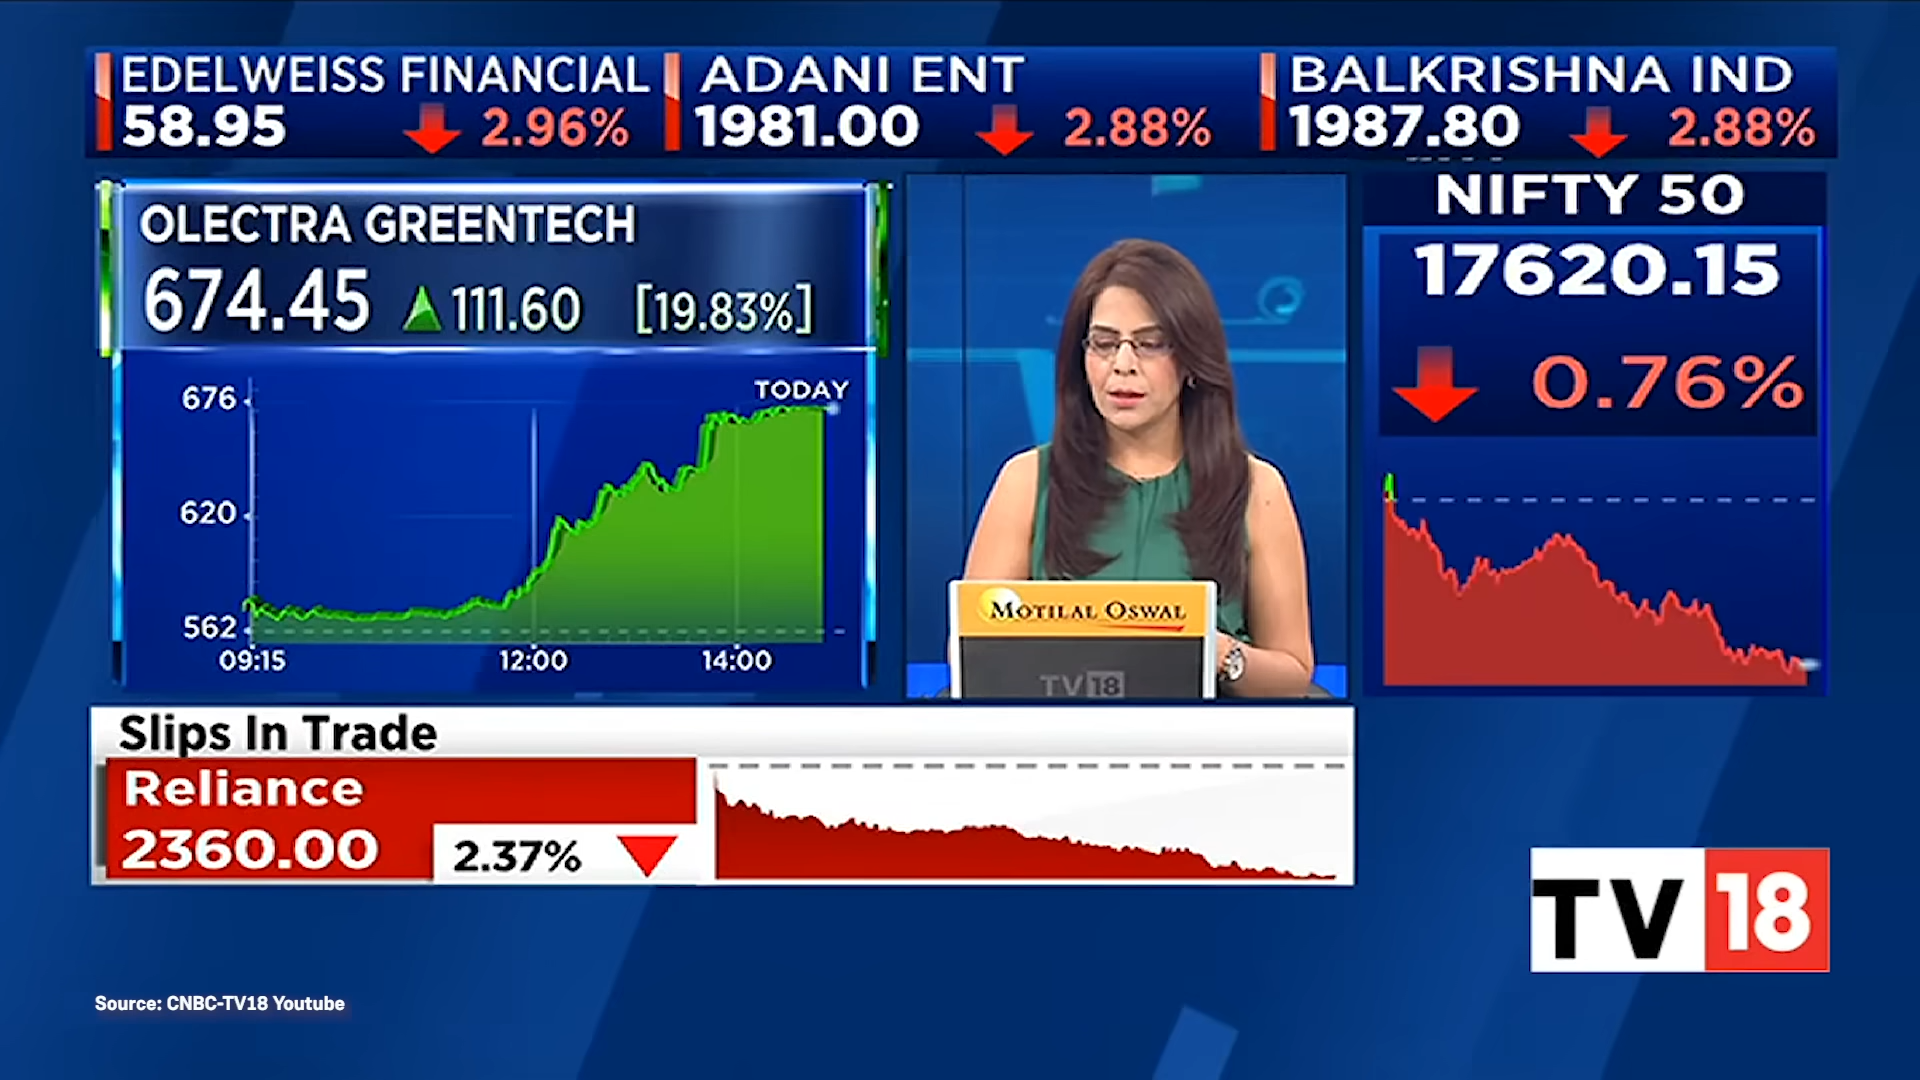 EDELWEISS FINANCIAL
58.95 2.96%
ADANI ENT
1981.00 2.88%
BALKRISHNA IND
1987.80 2.88%
OLECTRA GREENTECH
674.45 111.60 [19.83%]
TODAY
676
620
562
09:15 12:00 14:00
MOTILAL OSWAL
TV18
NIFTY 50
17620.15
0.76%
Slips In Trade
Reliance
2360.00
2.37%
TV18
Source: CNBC-TV18 Youtube